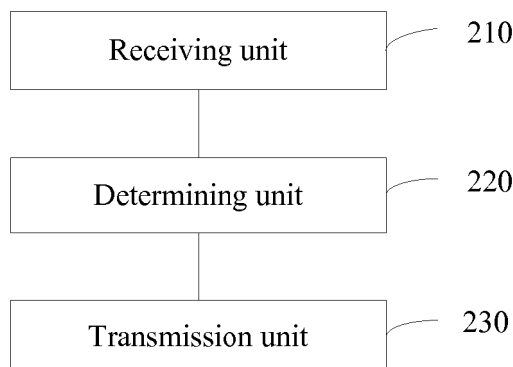 Receiving unit 210
Determining unit 220
Transmission unit 230